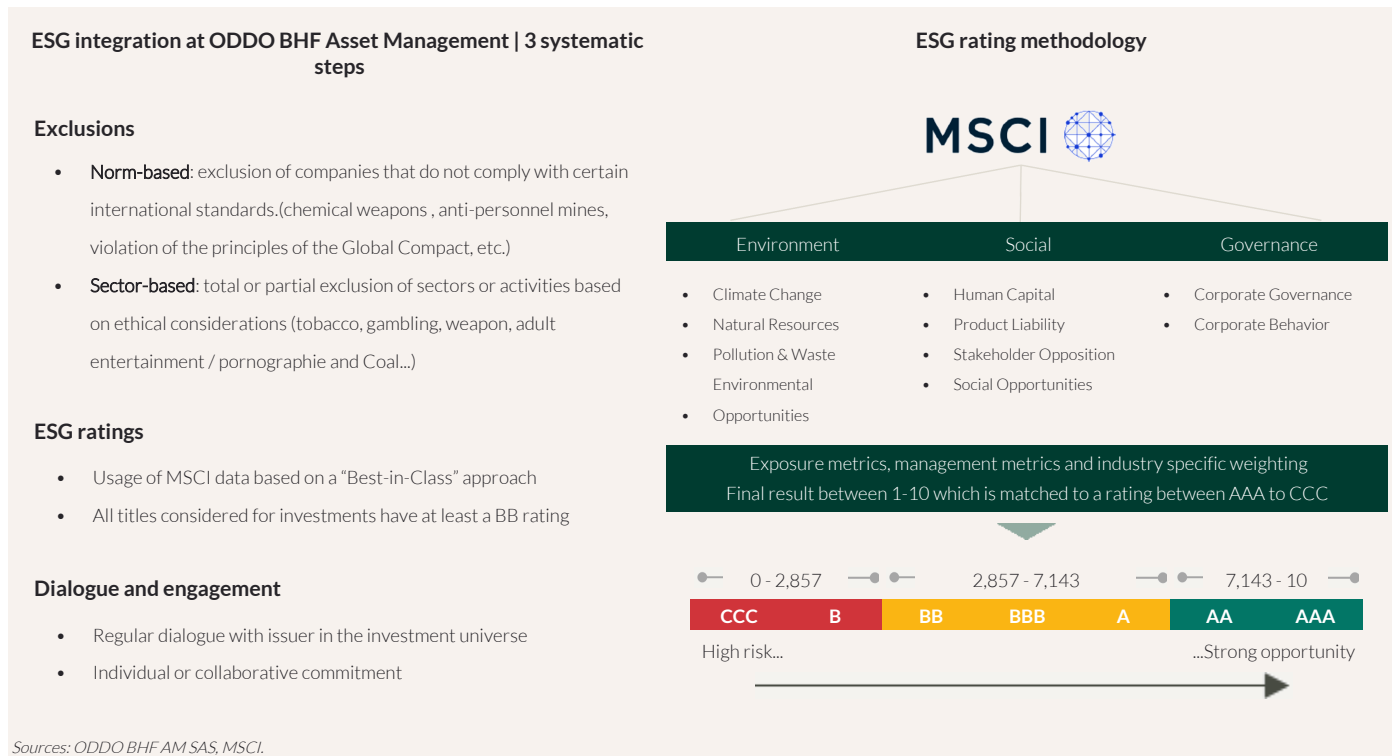 ESG integration at ODDO BHF Asset Management | 3 systematic
steps
Exclusions
• Norm-based: exclusion of companies that do not comply with certain
international standards.(chemical weapons , anti-personnel mines,
violation of the principles of the Global Compact, etc.)
• Sector-based: total or partial exclusion of sectors or activities based
on ethical considerations (tobacco, gambling, weapon, adult
entertainment / pornographie and Coal...)
ESG ratings
• Usage of MSCI data based on a “Best-in-Class” approach
• All titles considered for investments have at least a BB rating
Dialogue and engagement
• Regular dialogue with issuer in the investment universe
• Individual or collaborative commitment
ESG rating methodology
MSCI
Environment
• Climate Change
• Natural Resources
• Pollution & Waste
Environmental
• Opportunities
Social
• Human Capital
• Product Liability
• Stakeholder Opposition
• Social Opportunities
Governance
• Corporate Governance
• Corporate Behavior
Exposure metrics, management metrics and industry specific weighting
Final result between 1-10 which is matched to a rating between AAA to CCC
0 - 2,857 2,857 - 7,143 7,143 - 10
CCC B BB BBB A AA AAA
High risk... ...Strong opportunity
Sources: ODDO BHF AM SAS, MSCI.